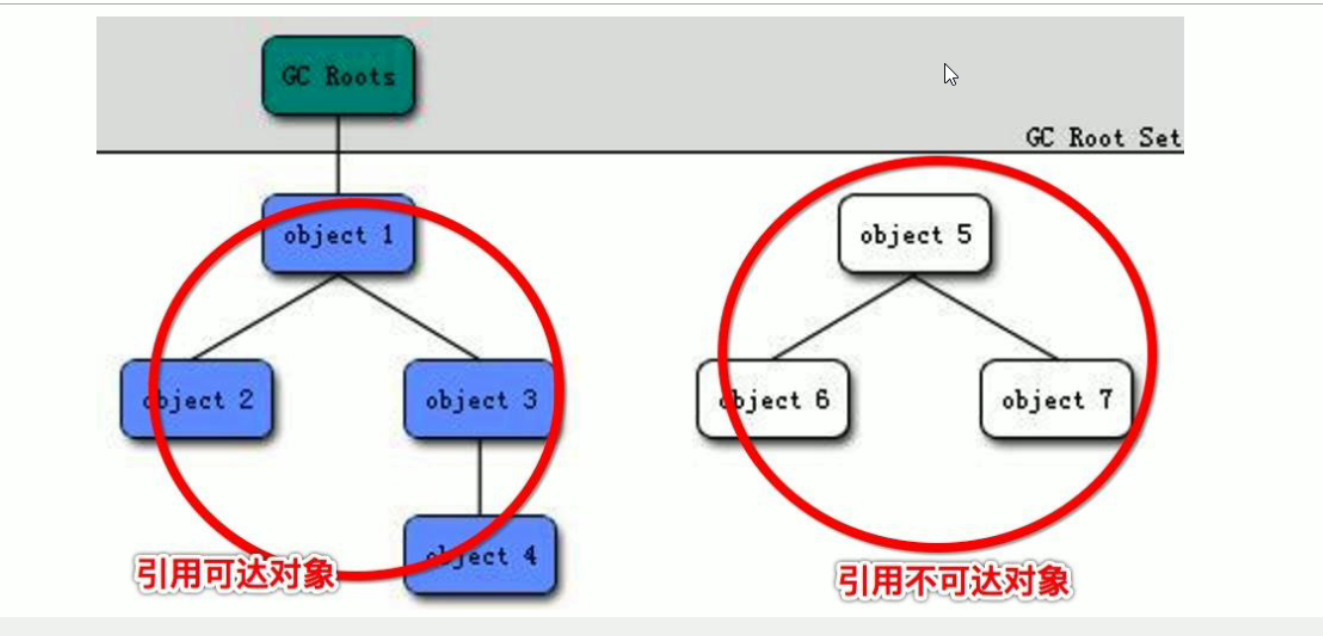 GC Roots
GC Root Set
object 1
object 5
object 2
object 3
object 6
object 7
object 4
引用可达对象
引用不可达对象